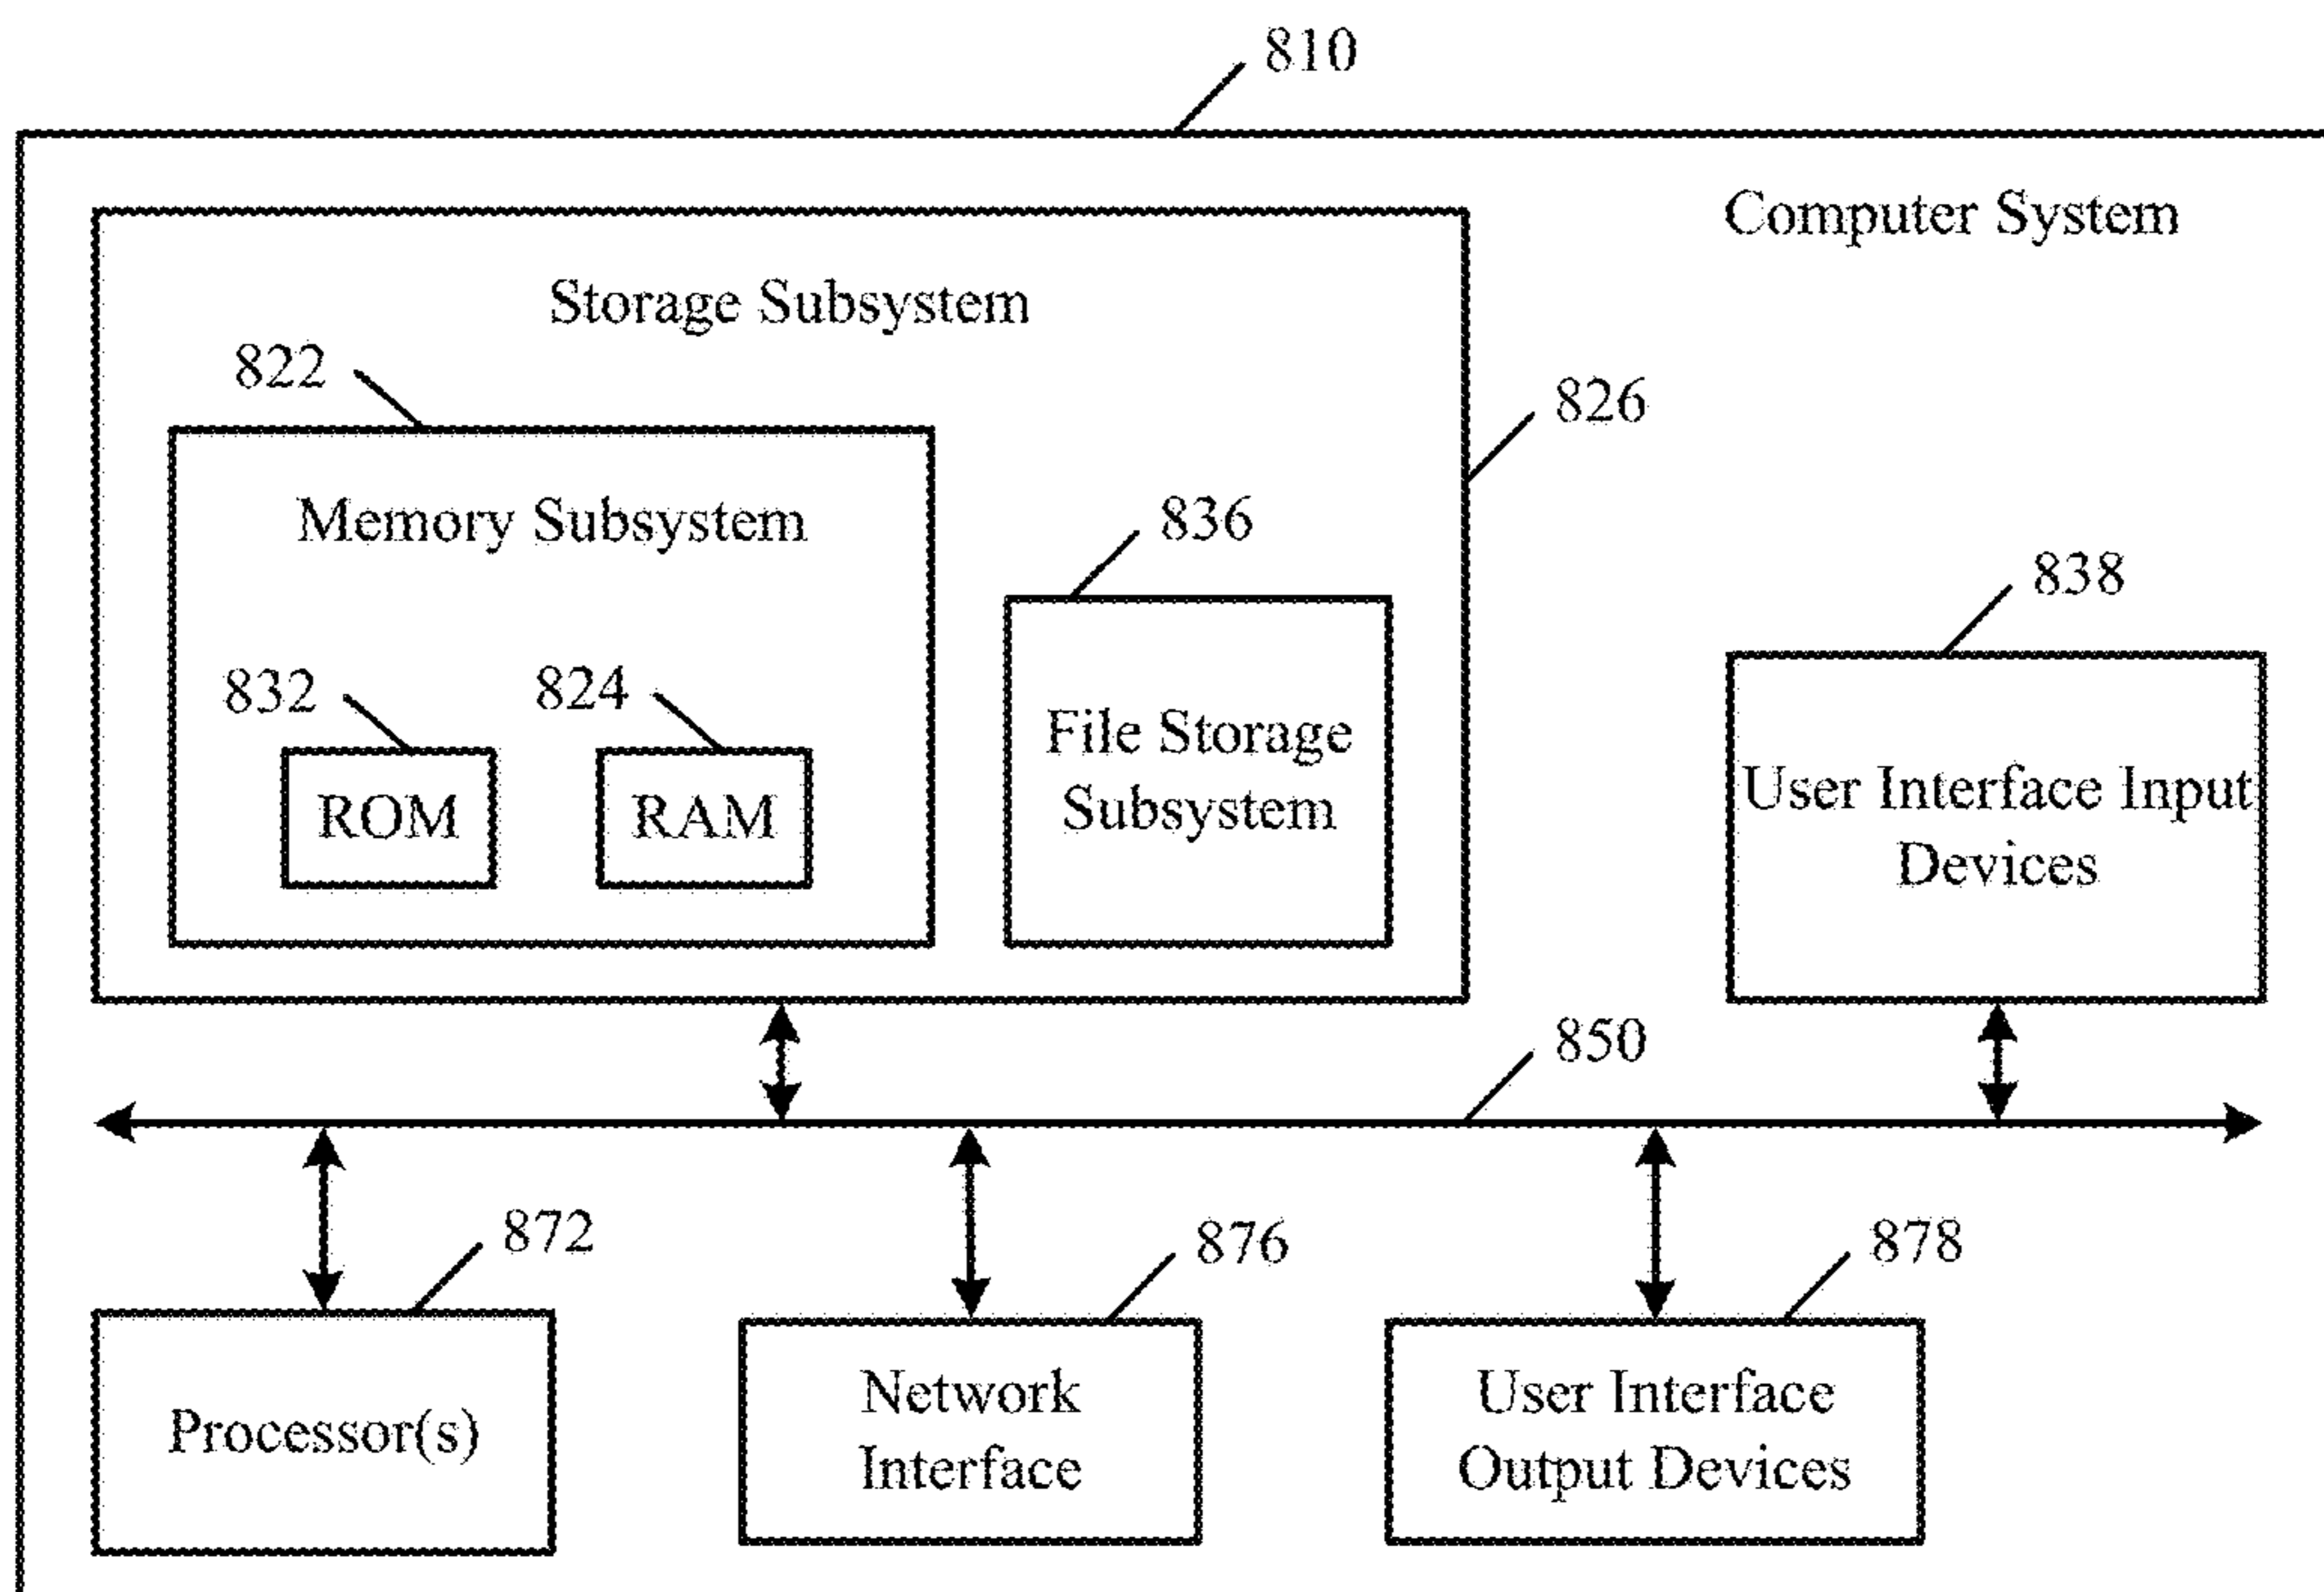 810
Computer System
Storage Subsystem
822
826
Memory Subsystem
836
838
832
824
File Storage
Subsystem
ROM
RAM
User Interface Input
Devices
850
872
876
878
Processor(s)
Network
Interface
User Interface
Output Devices